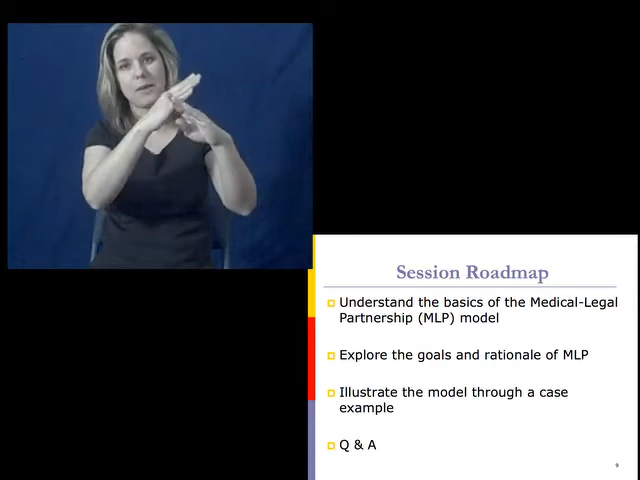 Session Roadmap
Understand the basics of the Medical-Legal
Partnership (MLP) model
Explore the goals and rationale of MLP
Illustrate the model through a case
example
Q & A
9